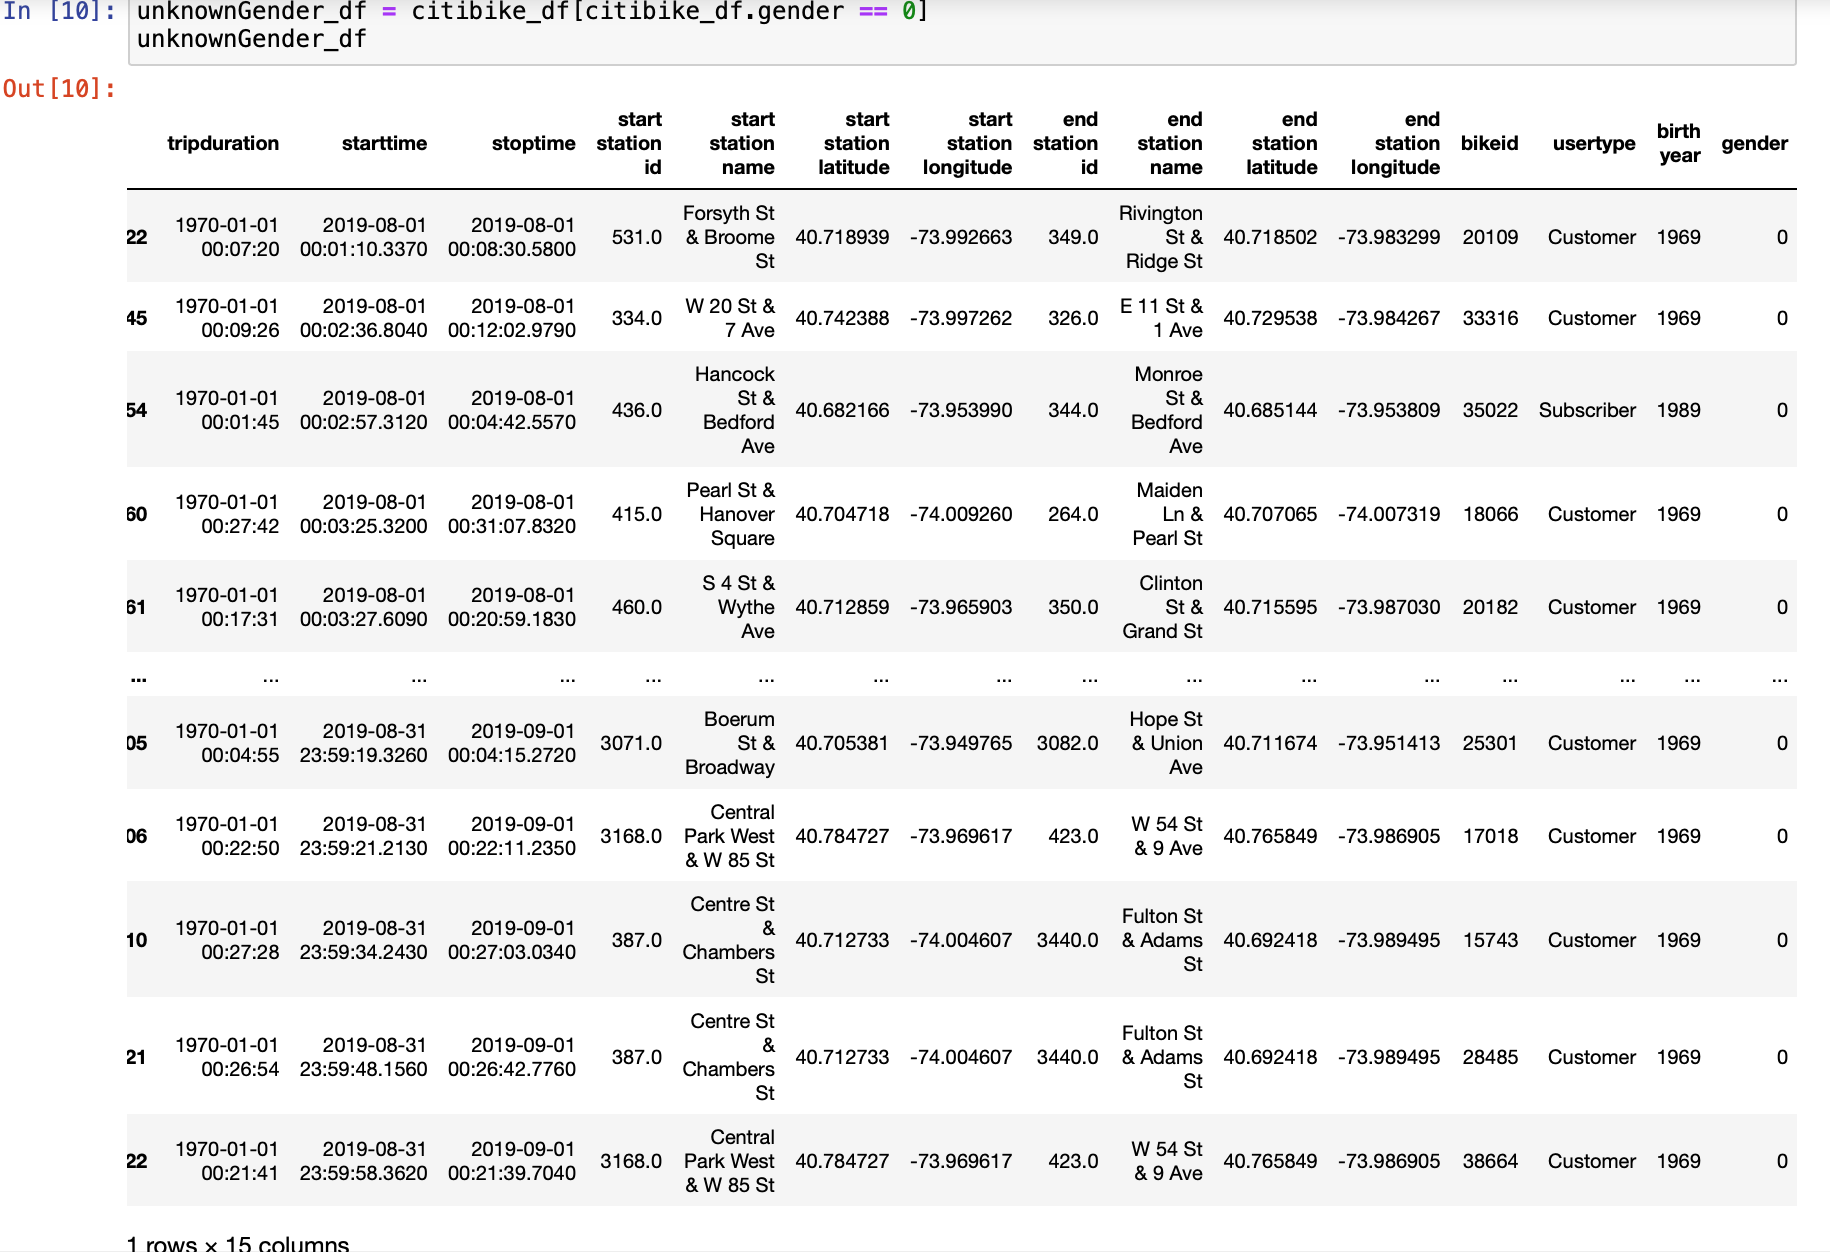 In [10]: unknownGender_df = citibike_df[citibike_df.gender == 0]
unknownGender_df
Out[10]:
tripduration starttime stoptime start station id start station name start station latitude start station longitude end station id end station name end station latitude end station longitude bikeid usertype birth year gender
22 1970-01-01 00:07:20 2019-08-01 00:01:10.3370 2019-08-01 00:08:30.5800 531.0 Forsyth St & Broome St 40.718939 -73.992663 349.0 Rivington St & Ridge St 40.718502 -73.983299 20109 Customer 1969 0
45 1970-01-01 00:09:26 2019-08-01 00:02:36.8040 2019-08-01 00:12:02.9790 334.0 W 20 St & 7 Ave 40.742388 -73.997262 326.0 E 11 St & 1 Ave 40.729538 -73.984267 33316 Customer 1969 0
54 1970-01-01 00:01:45 2019-08-01 00:02:57.3120 2019-08-01 00:04:42.5570 436.0 Hancock St & Bedford Ave 40.682166 -73.953990 344.0 Monroe St & Bedford Ave 40.685144 -73.953809 35022 Subscriber 1989 0
60 1970-01-01 00:27:42 2019-08-01 00:03:25.3200 2019-08-01 00:31:07.8320 415.0 Pearl St & Hanover Square 40.704718 -74.009260 264.0 Maiden Ln & Pearl St 40.707065 -74.007319 18066 Customer 1969 0
61 1970-01-01 00:17:31 2019-08-01 00:03:27.6090 2019-08-01 00:20:59.1830 460.0 S 4 St & Wythe Ave 40.712859 -73.965903 350.0 Clinton St & Grand St 40.715595 -73.987030 20182 Customer 1969 0
... ... ... ... ... ... ... ... ... ... ... ... ... ... ... ...
05 1970-01-01 00:04:55 2019-08-31 23:59:19.3260 2019-09-01 00:04:15.2720 3071.0 Boerum St & Broadway 40.705381 -73.949765 3082.0 Hope St & Union Ave 40.711674 -73.951413 25301 Customer 1969 0
06 1970-01-01 00:22:50 2019-08-31 23:59:21.2130 2019-09-01 00:22:11.2350 3168.0 Central Park West & W 85 St 40.784727 -73.969617 423.0 W 54 St & 9 Ave 40.765849 -73.986905 17018 Customer 1969 0
10 1970-01-01 00:27:28 2019-08-31 23:59:34.2430 2019-09-01 00:27:03.0340 387.0 Centre St & Chambers St 40.712733 -74.004607 3440.0 Fulton St & Adams St 40.692418 -73.989495 15743 Customer 1969 0
21 1970-01-01 00:26:54 2019-08-31 23:59:48.1560 2019-09-01 00:26:42.7760 387.0 Centre St & Chambers St 40.712733 -74.004607 3440.0 Fulton St & Adams St 40.692418 -73.989495 28485 Customer 1969 0
22 1970-01-01 00:21:41 2019-08-31 23:59:58.3620 2019-09-01 00:21:39.7040 3168.0 Central Park West & W 85 St 40.784727 -73.969617 423.0 W 54 St & 9 Ave 40.765849 -73.986905 38664 Customer 1969 0
1 rows × 15 columns